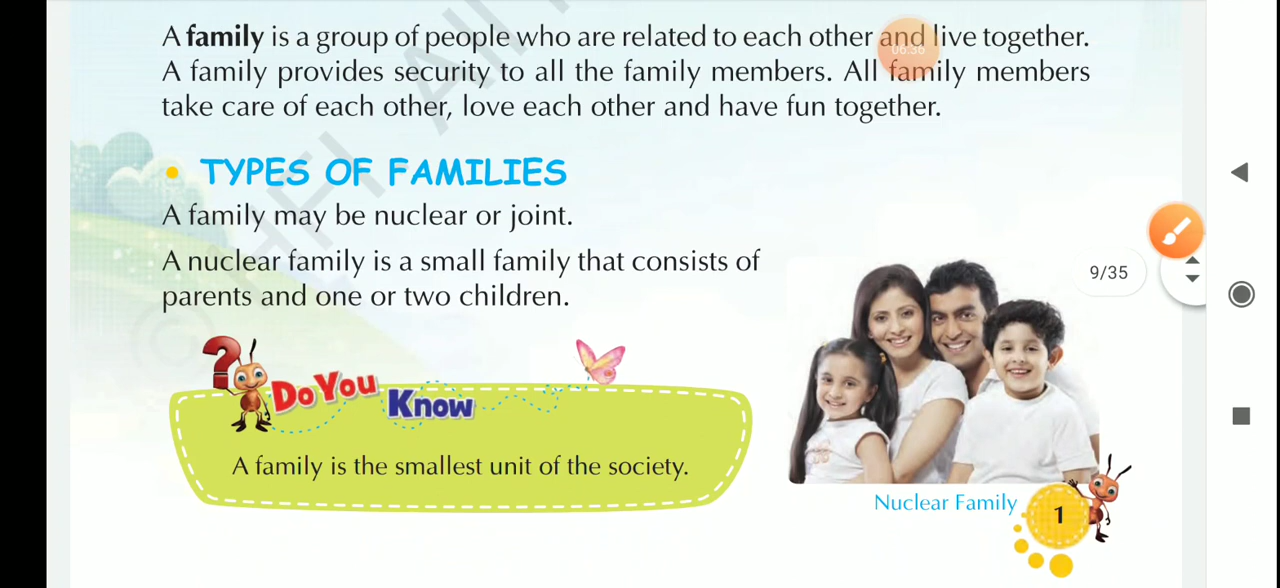 A family is a group of people who are related to each other and live together.
A family provides security to all the family members. All family members
take care of each other, love each other and have fun together.
• TYPES OF FAMILIES
A family may be nuclear or joint.
A nuclear family is a small family that consists of
parents and one or two children.
9/35
? Do You Know
A family is the smallest unit of the society.
Nuclear Family
1